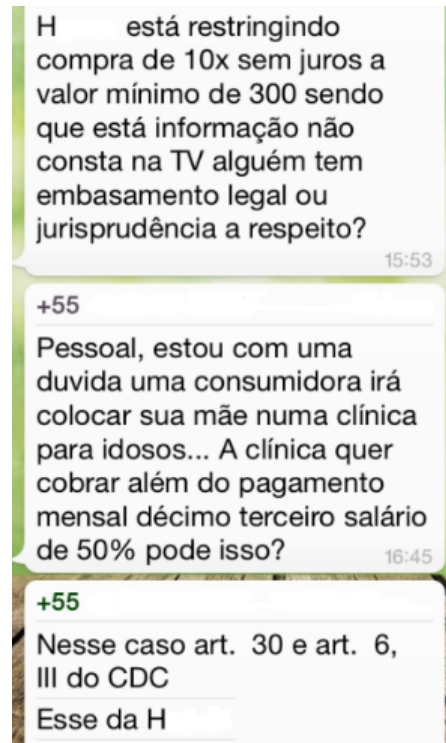 H está restringindo
compra de 10x sem juros a
valor mínimo de 300 sendo
que está informação não
consta na TV alguém tem
embasamento legal ou
jurisprudência a respeito?
15:53
+55
Pessoal, estou com uma
duvida uma consumidora irá
colocar sua mãe numa clínica
para idosos... A clínica quer
cobrar além do pagamento
mensal décimo terceiro salário
de 50% pode isso?
16:45
+55
Nesse caso art. 30 e art. 6,
III do CDC
Esse da H